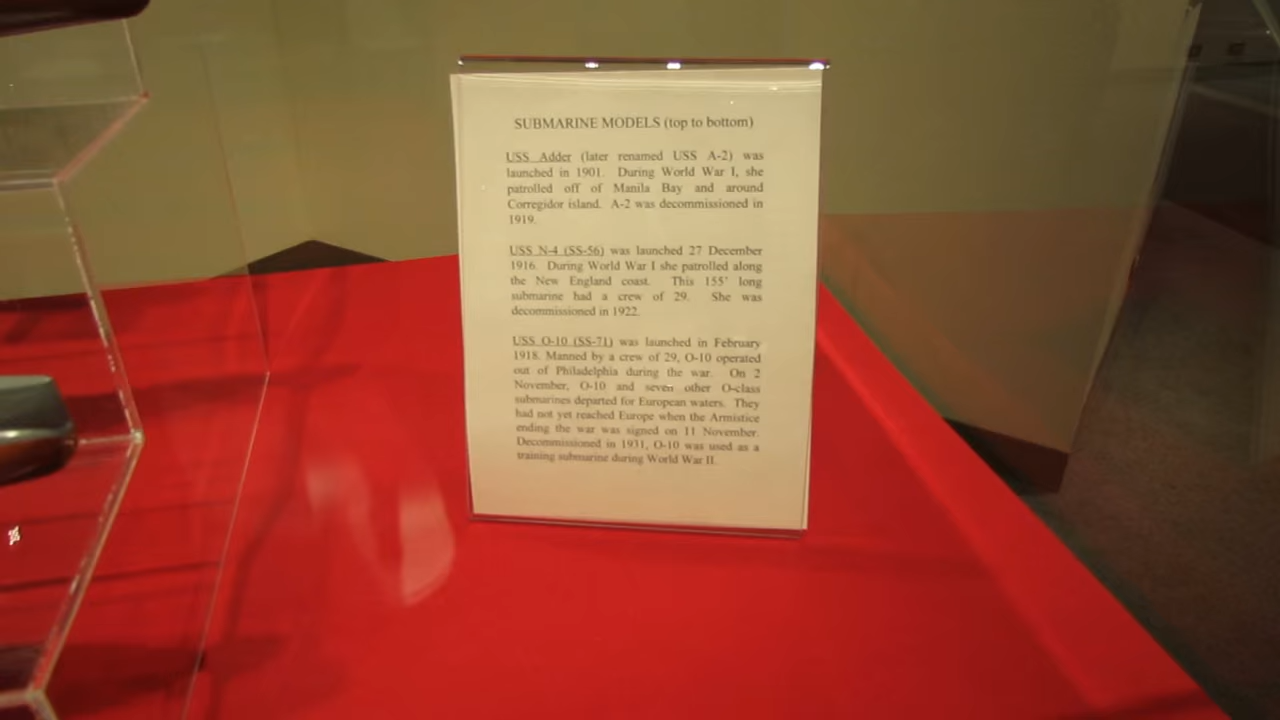 SUBMARINE MODELS (top to bottom)
USS Adder (later renamed USS A-2) was
launched in 1901. During World War I, she
patrolled off of Manila Bay and around
Corregidor island. A-2 was decommissioned in
1919.
USS N-4 (SS-56) was launched 27 December
1916. During World War I she patrolled along
the New England coast. This 155' long
submarine had a crew of 29. She was
decommissioned in 1922.
USS O-10 (SS-71) was launched in February
1918. Manned by a crew of 29, O-10 operated
out of Philadelphia during the war. On 2
November, O-10 and seven other O-class
submarines departed for European waters. They
had not yet reached Europe when the Armistice
ending the war was signed on 11 November.
Decommissioned in 1931, O-10 was used as a
training submarine during World War II.